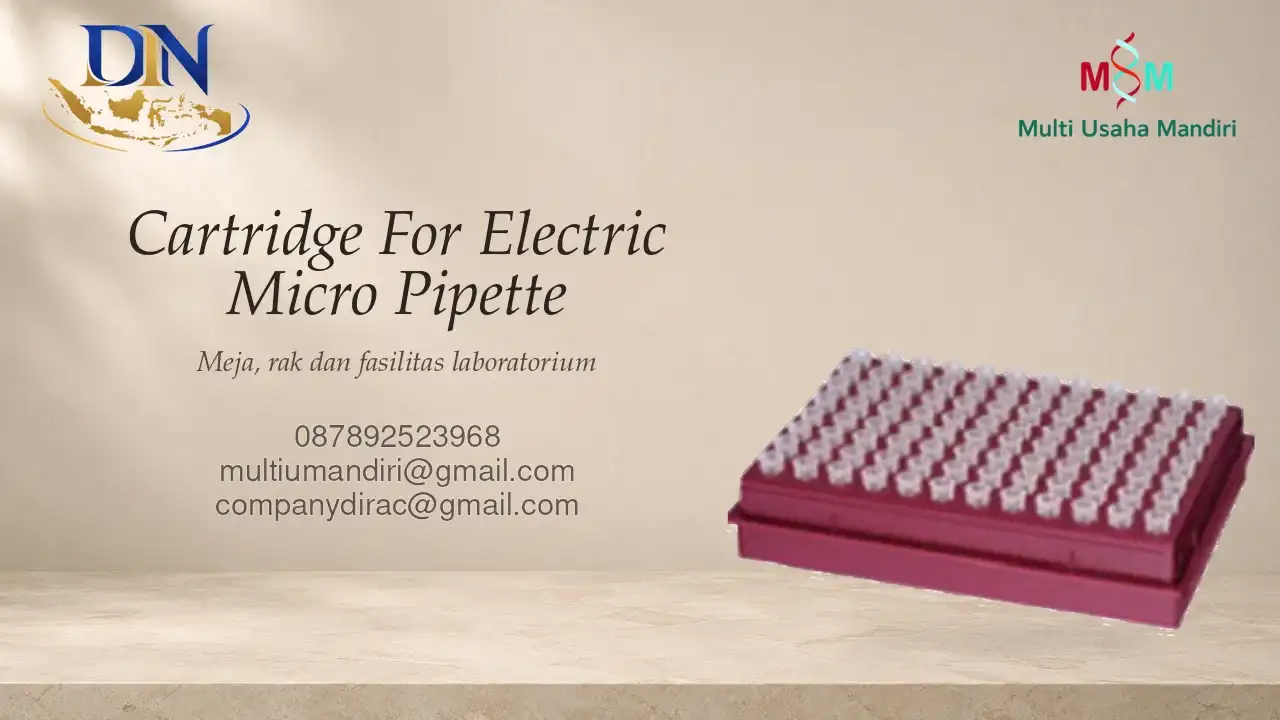 DN
M M
Multi Usaha Mandiri
Cartridge For Electric
Micro Pipette
Meja, rak dan fasilitas laboratorium
087892523968
multiumandiri@gmail.com
companydirac@gmail.com